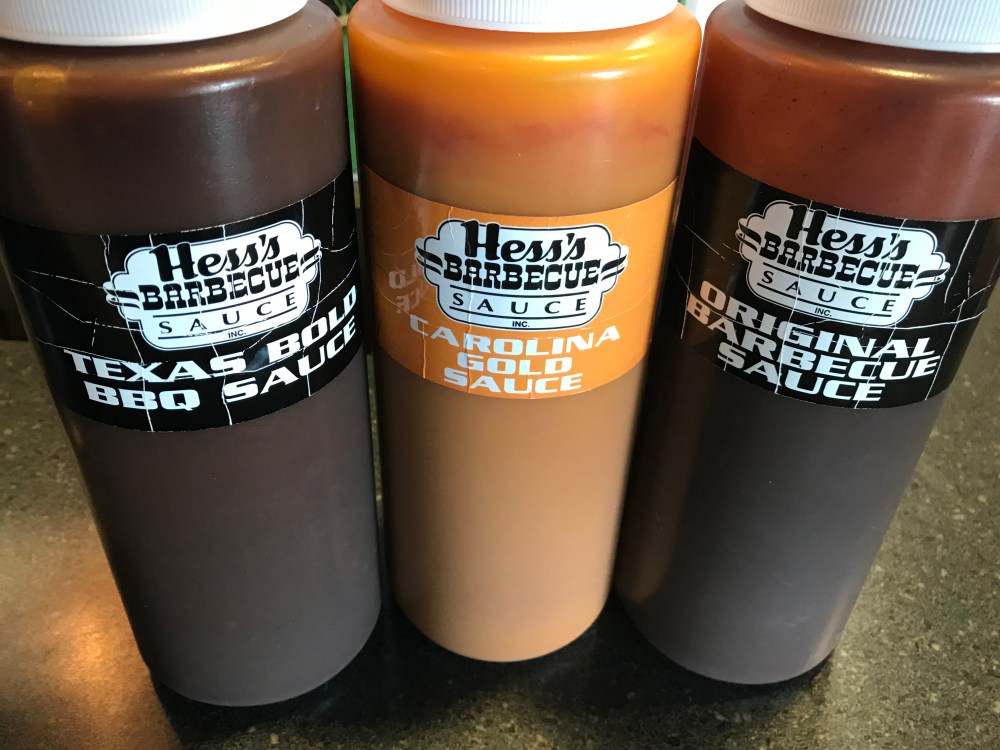 Hess's
BARBECUE
SAUCE
INC.
TEXAS BOLD
BBQ SAUCE
Hess's
BARBECUE
SAUCE
INC.
CAROLINA
GOLD
SAUCE
Hess's
BARBECUE
SAUCE
INC.
ORIGINAL
BARBECUE
SAUCE